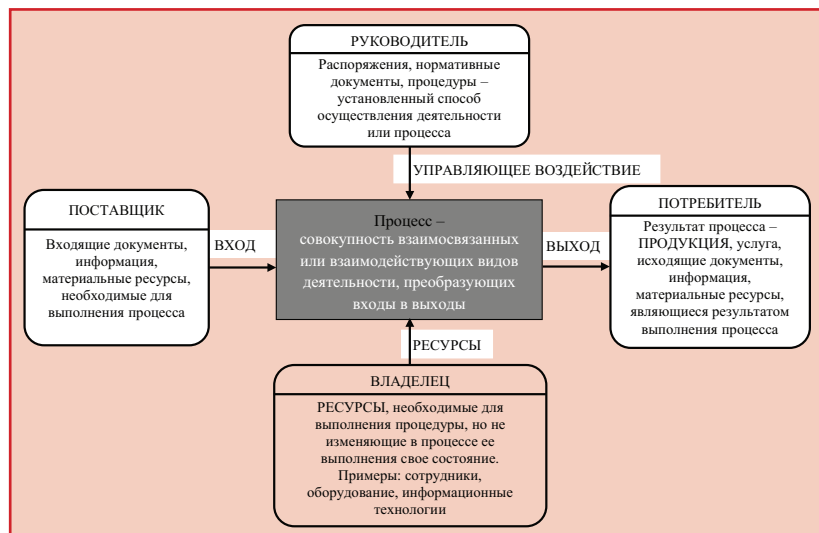 РУКОВОДИТЕЛЬ
Распоряжения, нормативные
документы, процедуры –
установленный способ
осуществления деятельности
или процесса
УПРАВЛЯЮЩЕЕ ВОЗДЕЙСТВИЕ
ПОСТАВЩИК
Входящие документы,
информация,
материальные ресурсы,
необходимые для
выполнения процесса
ВХОД
Процесс –
совокупность взаимосвязанных
или взаимодействующих видов
деятельности, преобразующих
входы в выходы
ВЫХОД
ПОТРЕБИТЕЛЬ
Результат процесса –
ПРОДУКЦИЯ, услуга,
исходящие документы,
информация,
материальные ресурсы,
являющиеся результатом
выполнения процесса
РЕСУРСЫ
ВЛАДЕЛЕЦ
РЕСУРСЫ, необходимые для
выполнения процедуры, но не
изменяющие в процессе ее
выполнения свое состояние.
Примеры: сотрудники,
оборудование, информационные
технологии